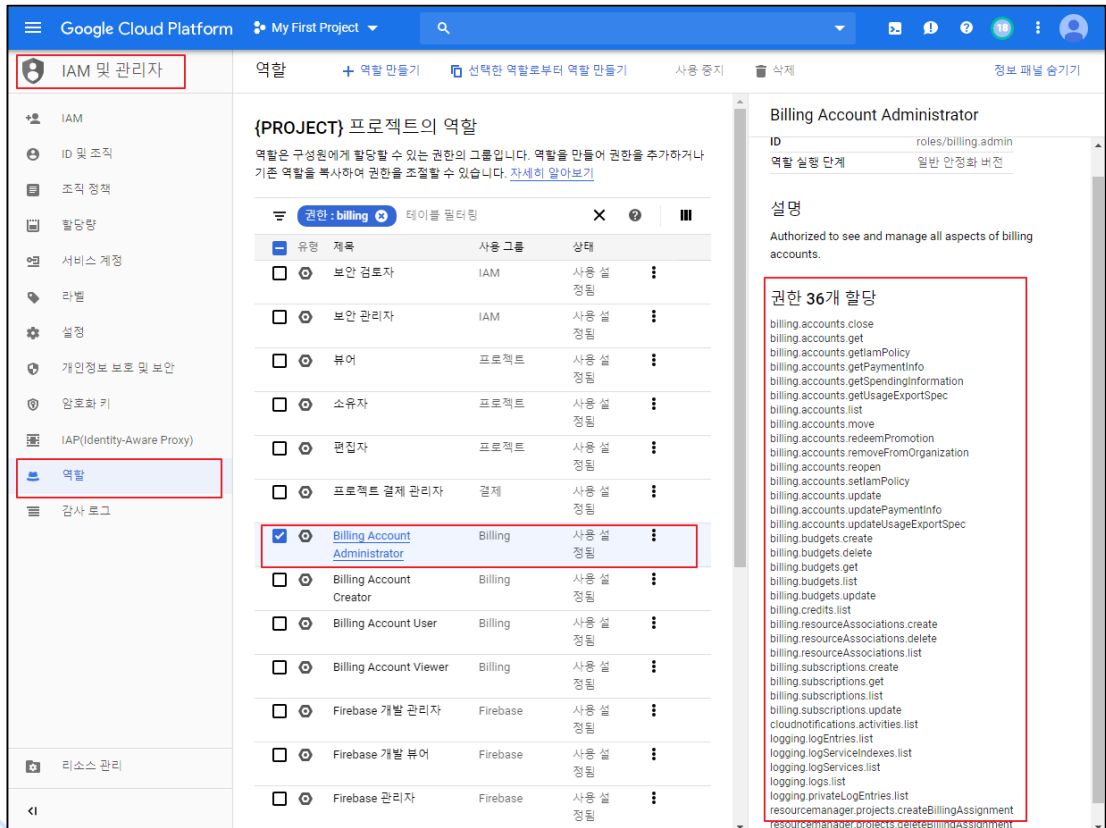 Google Cloud Platform
My First Project
18
IAM 및 관리자
역할
역할 만들기
선택한 역할로부터 역할 만들기
사용 중지
삭제
정보 패널 숨기기
IAM
ID 및 조직
조직 정책
할당량
서비스 계정
라벨
설정
개인정보 보호 및 보안
암호화 키
IAP(Identity-Aware Proxy)
역할
감사 로그
리소스 관리
{PROJECT} 프로젝트의 역할
역할은 구성원에게 할당할 수 있는 권한의 그룹입니다. 역할을 만들어 권한을 추가하거나
기존 역할을 복사하여 권한을 조절할 수 있습니다. 자세히 알아보기
권한 : billing 테이블 필터링
유형 제목 사용 그룹 상태
보안 검토자 IAM 사용 설
정됨
보안 관리자 IAM 사용 설
정됨
뷰어 프로젝트 사용 설
정됨
소유자 프로젝트 사용 설
정됨
편집자 프로젝트 사용 설
정됨
프로젝트 결제 관리자 결제 사용 설
정됨
Billing Account Billing 사용 설
Administrator 정됨
Billing Account Billing 사용 설
Creator 정됨
Billing Account User Billing 사용 설
정됨
Billing Account Viewer Billing 사용 설
정됨
Firebase 개발 관리자 Firebase 사용 설
정됨
Firebase 개발 뷰어 Firebase 사용 설
정됨
Firebase 관리자 Firebase 사용 설
정됨
Billing Account Administrator
ID roles/billing.admin
역할 실행 단계 일반 안정화 버전
설명
Authorized to see and manage all aspects of billing
accounts.
권한 36개 할당
billing.accounts.close
billing.accounts.get
billing.accounts.getIamPolicy
billing.accounts.getPaymentInfo
billing.accounts.getSpendingInformation
billing.accounts.getUsageExportSpec
billing.accounts.list
billing.accounts.move
billing.accounts.redeemPromotion
billing.accounts.removeFromOrganization
billing.accounts.reopen
billing.accounts.setIamPolicy
billing.accounts.update
billing.accounts.updatePaymentInfo
billing.accounts.updateUsageExportSpec
billing.budgets.create
billing.budgets.delete
billing.budgets.get
billing.budgets.list
billing.budgets.update
billing.credits.list
billing.resourceAssociations.create
billing.resourceAssociations.delete
billing.resourceAssociations.list
billing.subscriptions.create
billing.subscriptions.get
billing.subscriptions.list
billing.subscriptions.update
cloudnotifications.activities.list
logging.logEntries.list
logging.logServiceIndexes.list
logging.logServices.list
logging.logs.list
logging.privateLogEntries.list
resourcemanager.projects.createBillingAssignment
resourcemanager.projects.deleteBillingAssignment